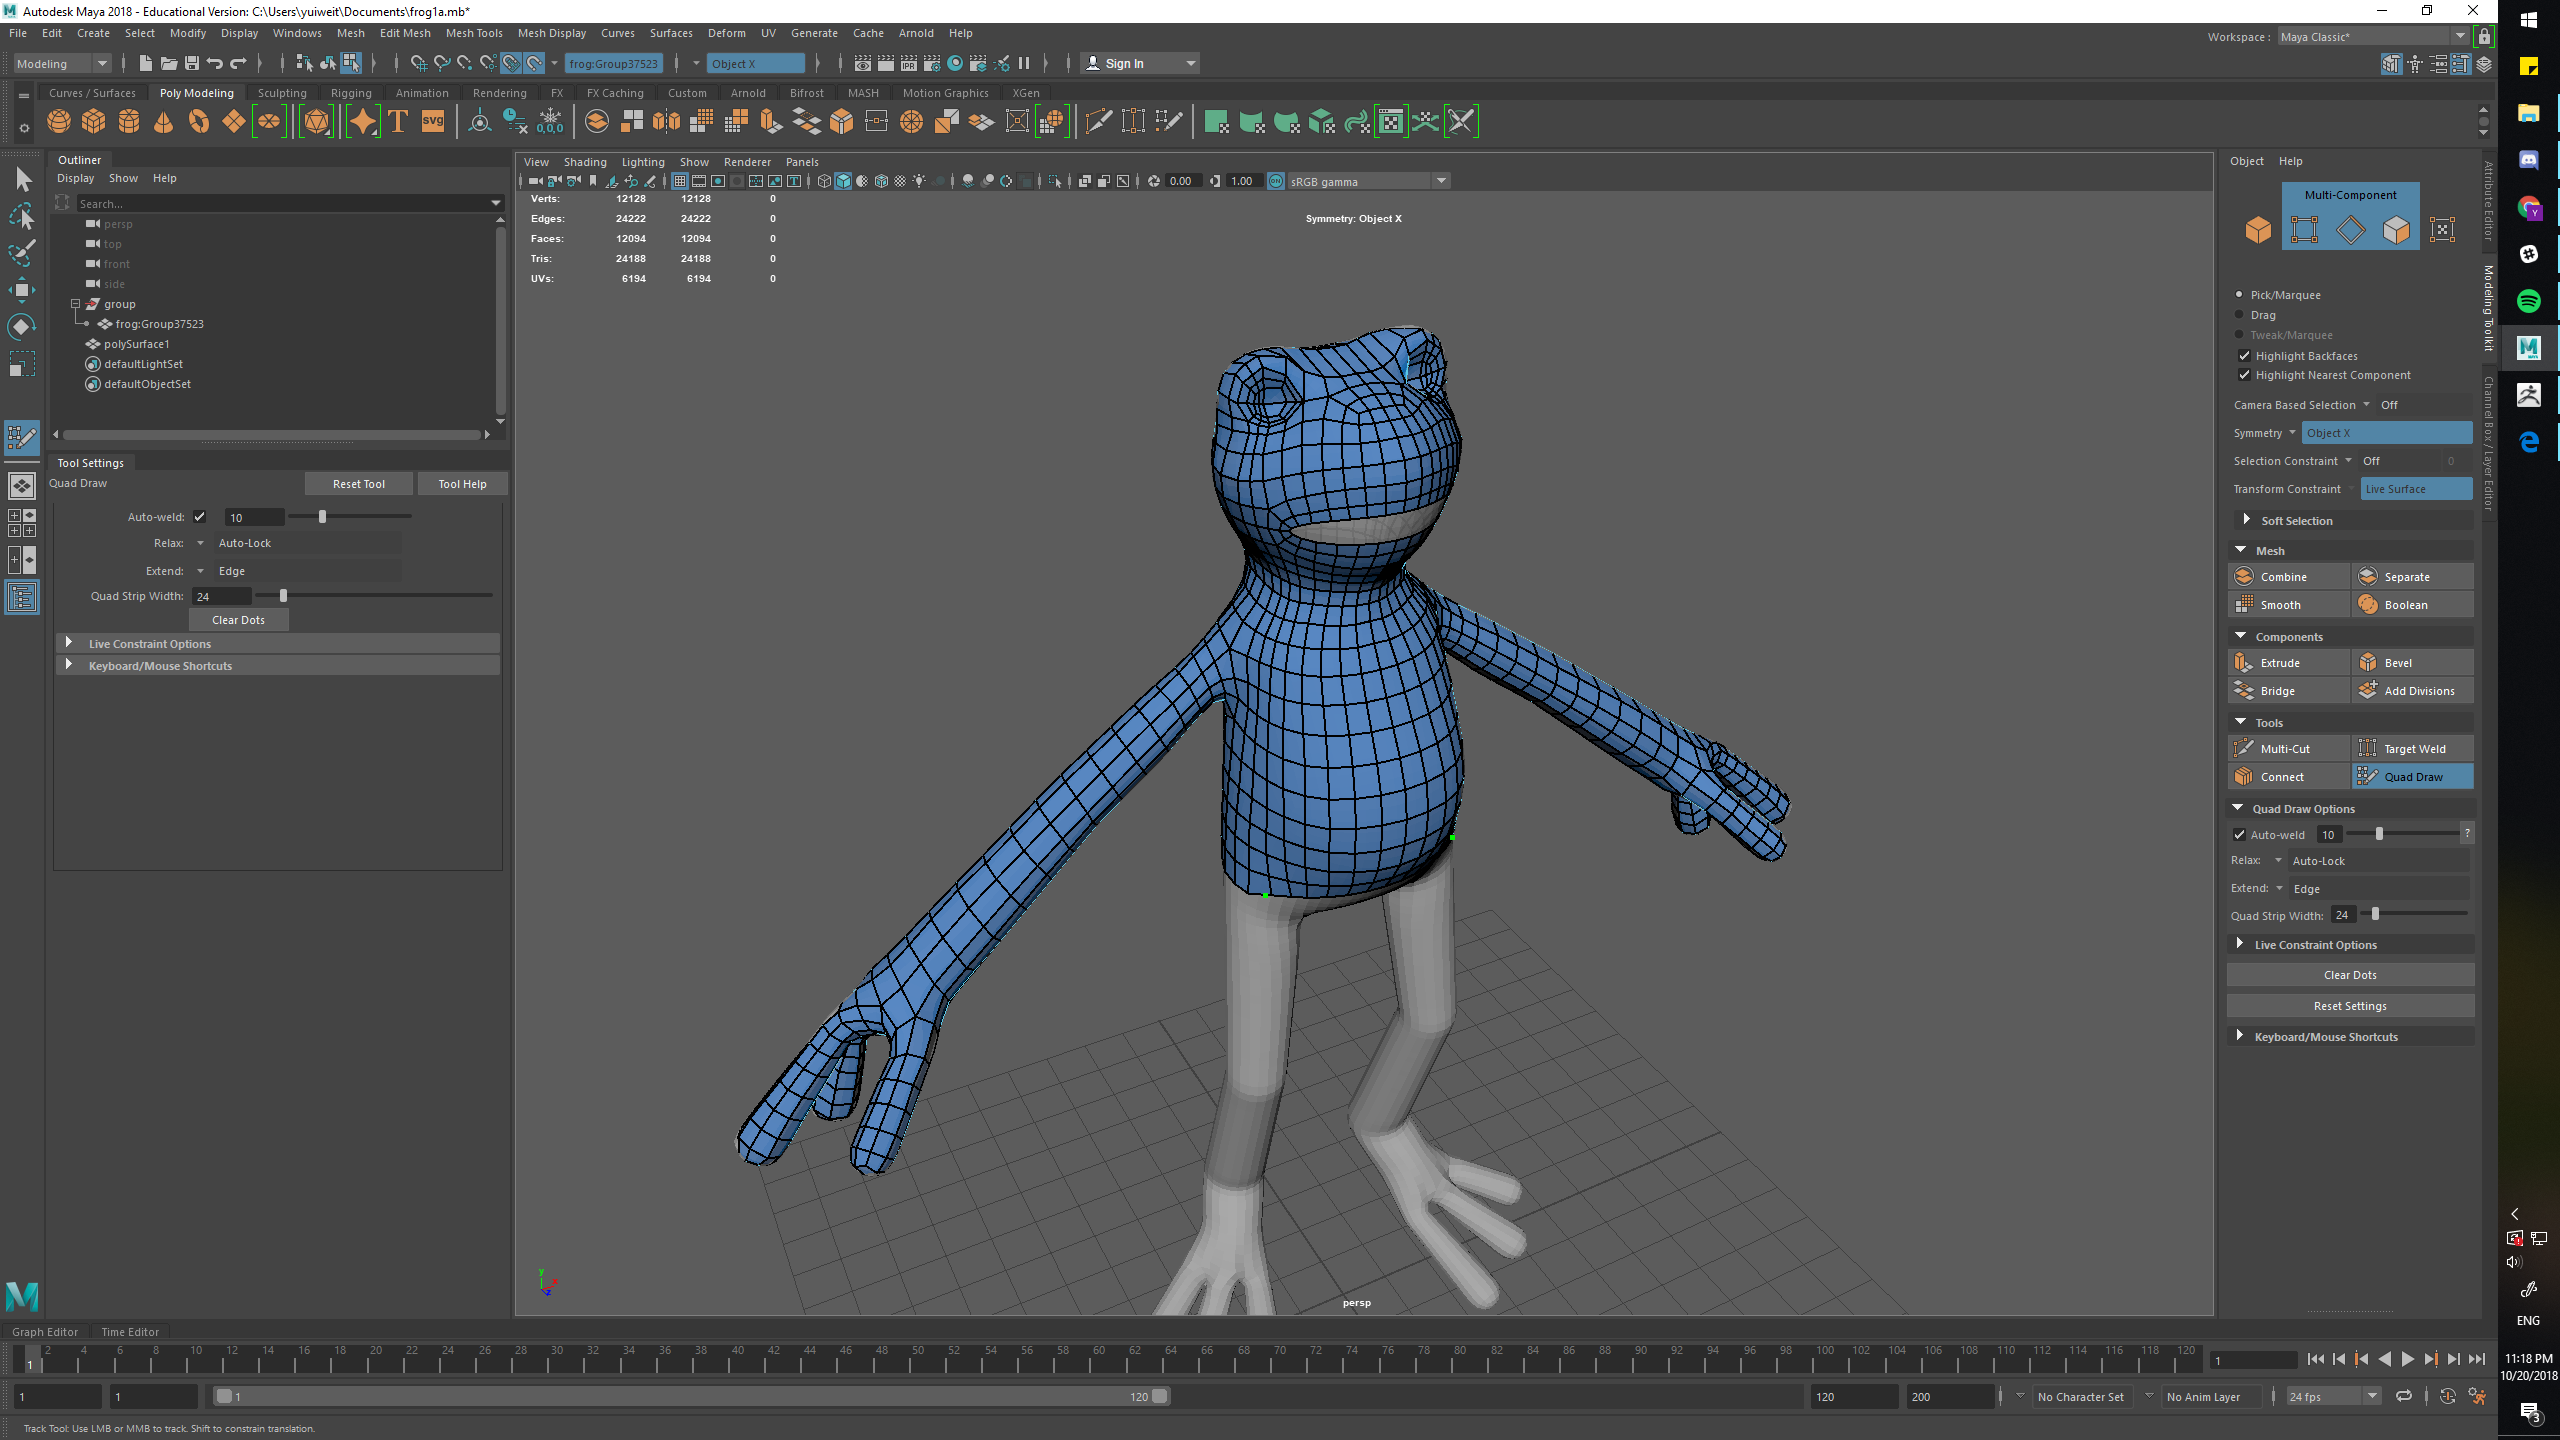 Autodesk Maya 2018 - Educational Version: C:\Users\yuiweit\Documents\frog1a.mb*
File Edit Create Select Modify Display Windows Mesh Edit Mesh Mesh Tools Mesh Display Curves Surfaces Deform UV Generate Cache Arnold Help
Workspace : Maya Classic*
Modeling frog:Group37523 Object X Sign In
Curves / Surfaces Poly Modeling Sculpting Rigging Animation Rendering FX FX Caching Custom Arnold Bifrost MASH Motion Graphics XGen
T SVG 0,0,0
Outliner
Display Show Help
Search...
persp
top
front
side
group
frog:Group37523
polySurface1
defaultLightSet
defaultObjectSet
Tool Settings
Quad Draw Reset Tool Tool Help
Auto-weld: 10
Relax: Auto-Lock
Extend: Edge
Quad Strip Width: 24
Clear Dots
Live Constraint Options
Keyboard/Mouse Shortcuts
View Shading Lighting Show Renderer Panels
0.00 1.00 ON sRGB gamma
Verts: 12128 12128 0
Edges: 24222 24222 0
Faces: 12094 12094 0
Tris: 24188 24188 0
UVs: 6194 6194 0
Symmetry: Object X
y
x
z
persp
Object Help
Multi-Component
Pick/Marquee
Drag
Tweak/Marquee
Highlight Backfaces
Highlight Nearest Component
Camera Based Selection Off
Symmetry Object X
Selection Constraint Off 0
Transform Constraint Live Surface
Soft Selection
Mesh
Combine Separate
Smooth Boolean
Components
Extrude Bevel
Bridge Add Divisions
Tools
Multi-Cut Target Weld
Connect Quad Draw
Quad Draw Options
Auto-weld 10 ?
Relax: Auto-Lock
Extend: Edge
Quad Strip Width: 24
Live Constraint Options
Clear Dots
Reset Settings
Keyboard/Mouse Shortcuts
Attribute Editor
Modeling Toolkit
Channel Box / Layer Editor
Graph Editor Time Editor
1 2 4 6 8 10 12 14 16 18 20 22 24 26 28 30 32 34 36 38 40 42 44 46 48 50 52 54 56 58 60 62 64 66 68 70 72 74 76 78 80 82 84 86 88 90 92 94 96 98 100 102 104 106 108 110 112 114 116 118 120 1
1 1 1 120 120 200 No Character Set No Anim Layer 24 fps
Track Tool: Use LMB or MMB to track. Shift to constrain translation.
ENG
11:18 PM
10/20/2018
3